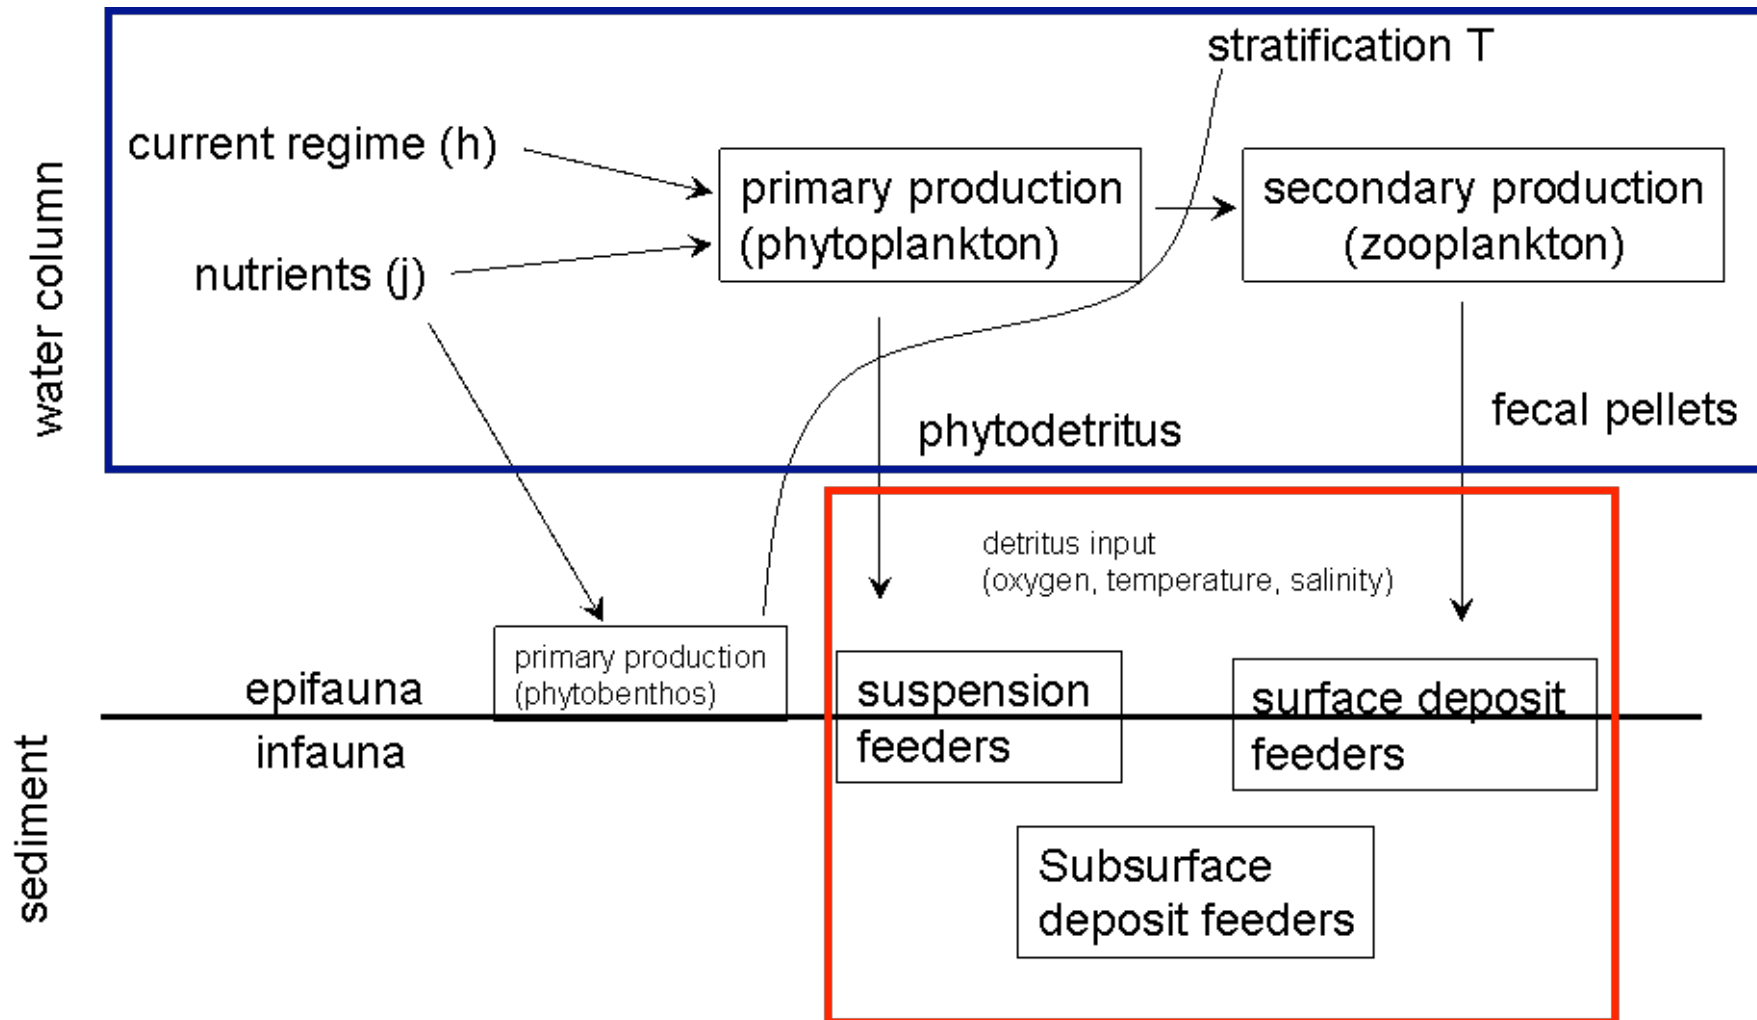 stratification T
current regime (h)
primary production
(phytoplankton)
secondary production
(zooplankton)
nutrients (j)
water column
phytodetritus
fecal pellets
detritus input
(oxygen, temperature, salinity)
primary production
(phytobenthos)
epifauna
infauna
suspension
feeders
surface deposit
feeders
sediment
Subsurface
deposit feeders